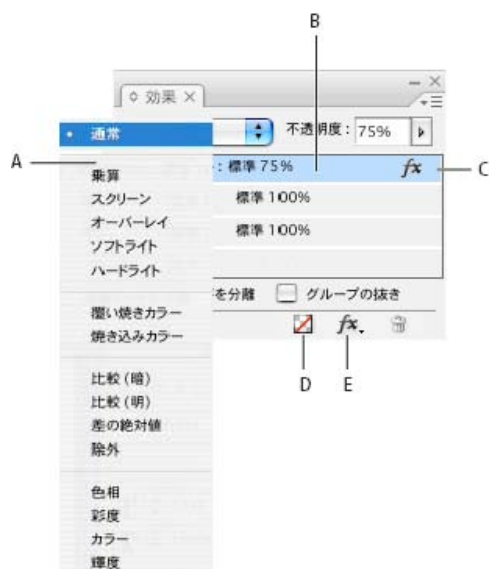 B
効果
通常
不透明度： 75%
A
：標準 75%
fx
C
乗算
スクリーン
標準 100%
オーバーレイ
標準 100%
ソフトライト
ハードライト
を分離
グループの抜き
覆い焼きカラー
焼き込みカラー
fx
D
E
比較 (暗)
比較 (明)
差の絶対値
除外
色相
彩度
カラー
輝度